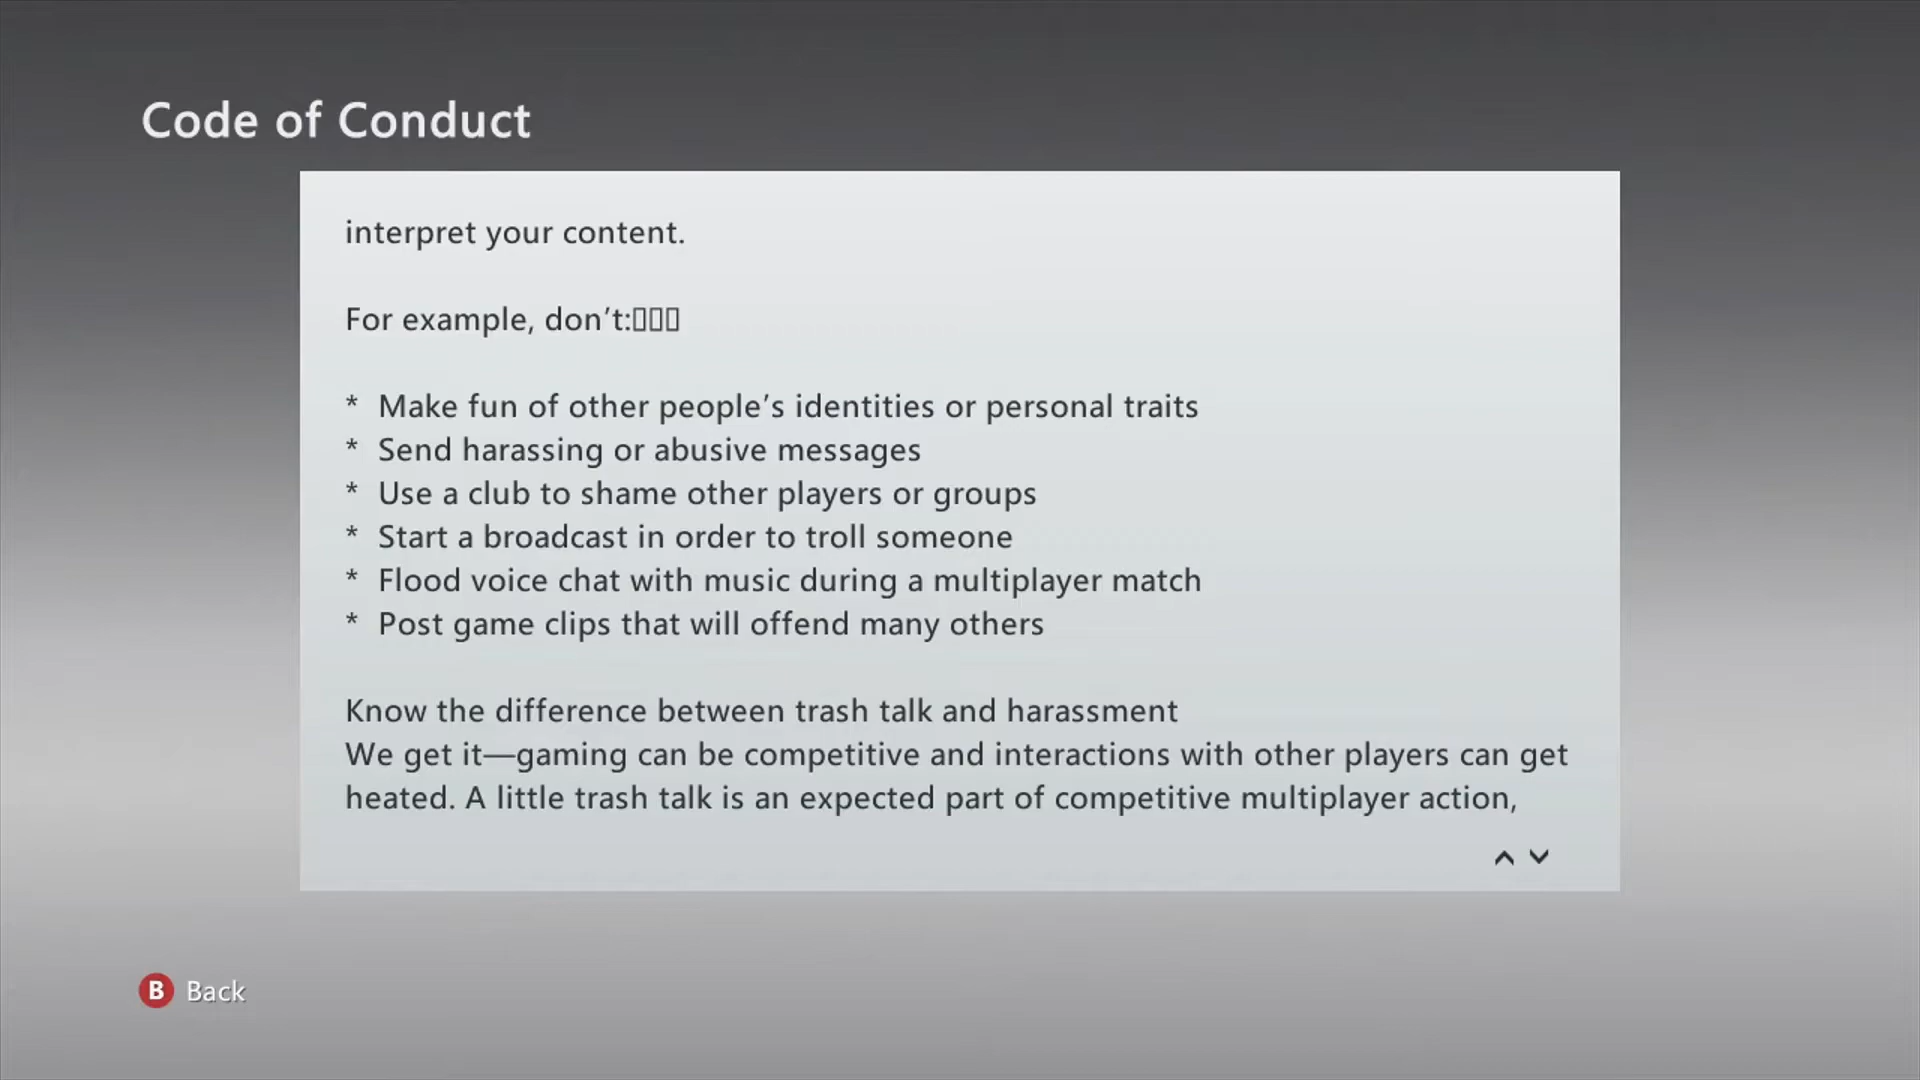 Code of Conduct
interpret your content.
For example, don’t:▯▯▯
* Make fun of other people’s identities or personal traits
* Send harassing or abusive messages
* Use a club to shame other players or groups
* Start a broadcast in order to troll someone
* Flood voice chat with music during a multiplayer match
* Post game clips that will offend many others
Know the difference between trash talk and harassment
We get it—gaming can be competitive and interactions with other players can get
heated. A little trash talk is an expected part of competitive multiplayer action,
B Back